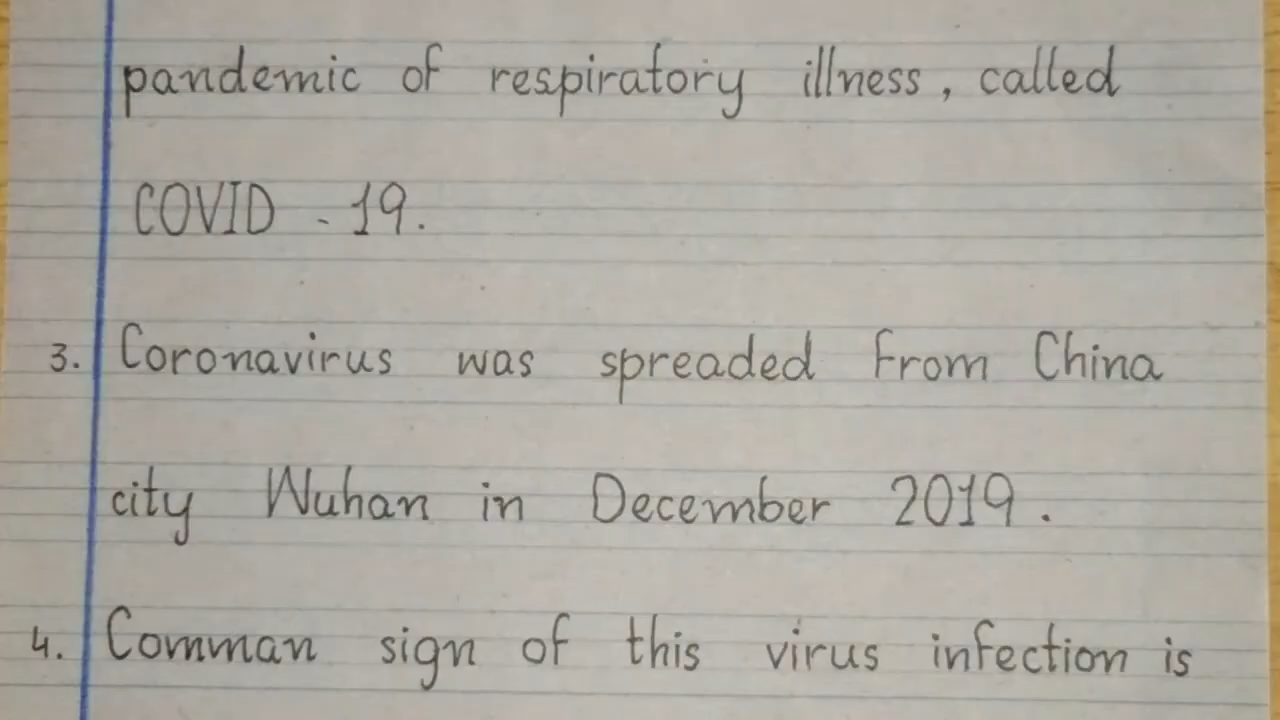 pandemic of respiratory illness, called
COVID - 19.
3. Coronavirus was spreaded from China
city Wuhan in December 2019.
4. Comman sign of this virus infection is